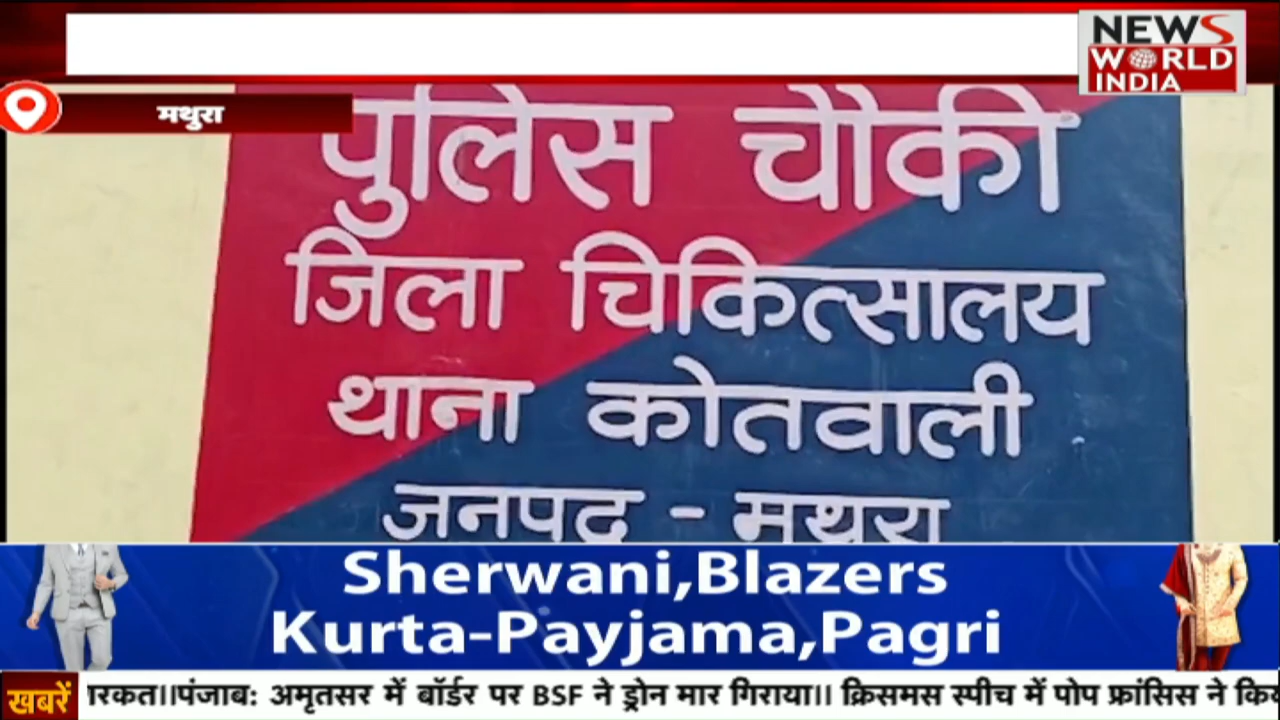 NEWS
WORLD
INDIA
मथुरा
पुलिस चौकी
जिला चिकित्सालय
थाना कोतवाली
जनपद - मथुरा
Sherwani,Blazers
Kurta-Payjama,Pagri
खबरें
पंजाब: अमृतसर में बॉर्डर पर BSF ने ड्रोन मार गिराया॥ क्रिसमस स्पीच में पोप फ्रांसिस ने